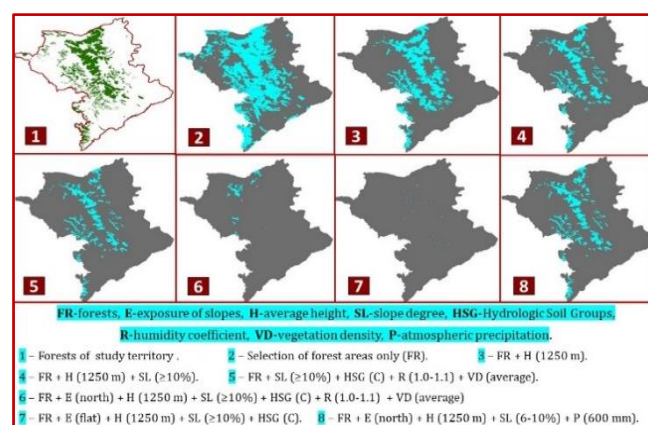 1
2
3
4
5
6
7
8
FR-forests, E-exposure of slopes, H-average height, SL-slope degree, HSG-Hydrologic Soil Groups,
R-humidity coefficient, VD-vegetation density, P-atmospheric precipitation.
1 – Forests of study territory . 2 – Selection of forest areas only (FR). 3 – FR + H (1250 m).
4 – FR + H (1250 m) + SL (≥10%). 5 – FR + SL (≥10%) + HSG (C) + R (1.0-1.1) + VD (average).
6 – FR + E (north) + H (1250 m) + SL (≥10%) + HSG (C) + R (1.0-1.1) + VD (average)
7 – FR + E (flat) + H (1250 m) + SL (≥10%) + HSG (C). 8 – FR + E (north) + H (1250 m) + SL (6-10%) + P (600 mm).